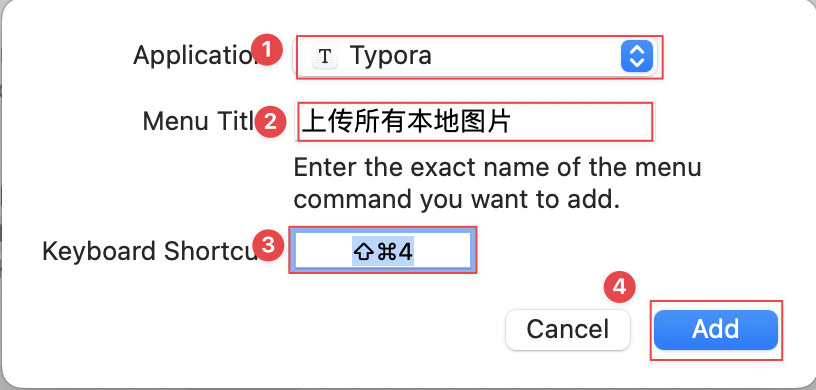 Application 1 T Typora
Menu Titl 2 上传所有本地图片
Enter the exact name of the menu
command you want to add.
Keyboard Shortcu 3 ⇧⌘4
4
Cancel Add